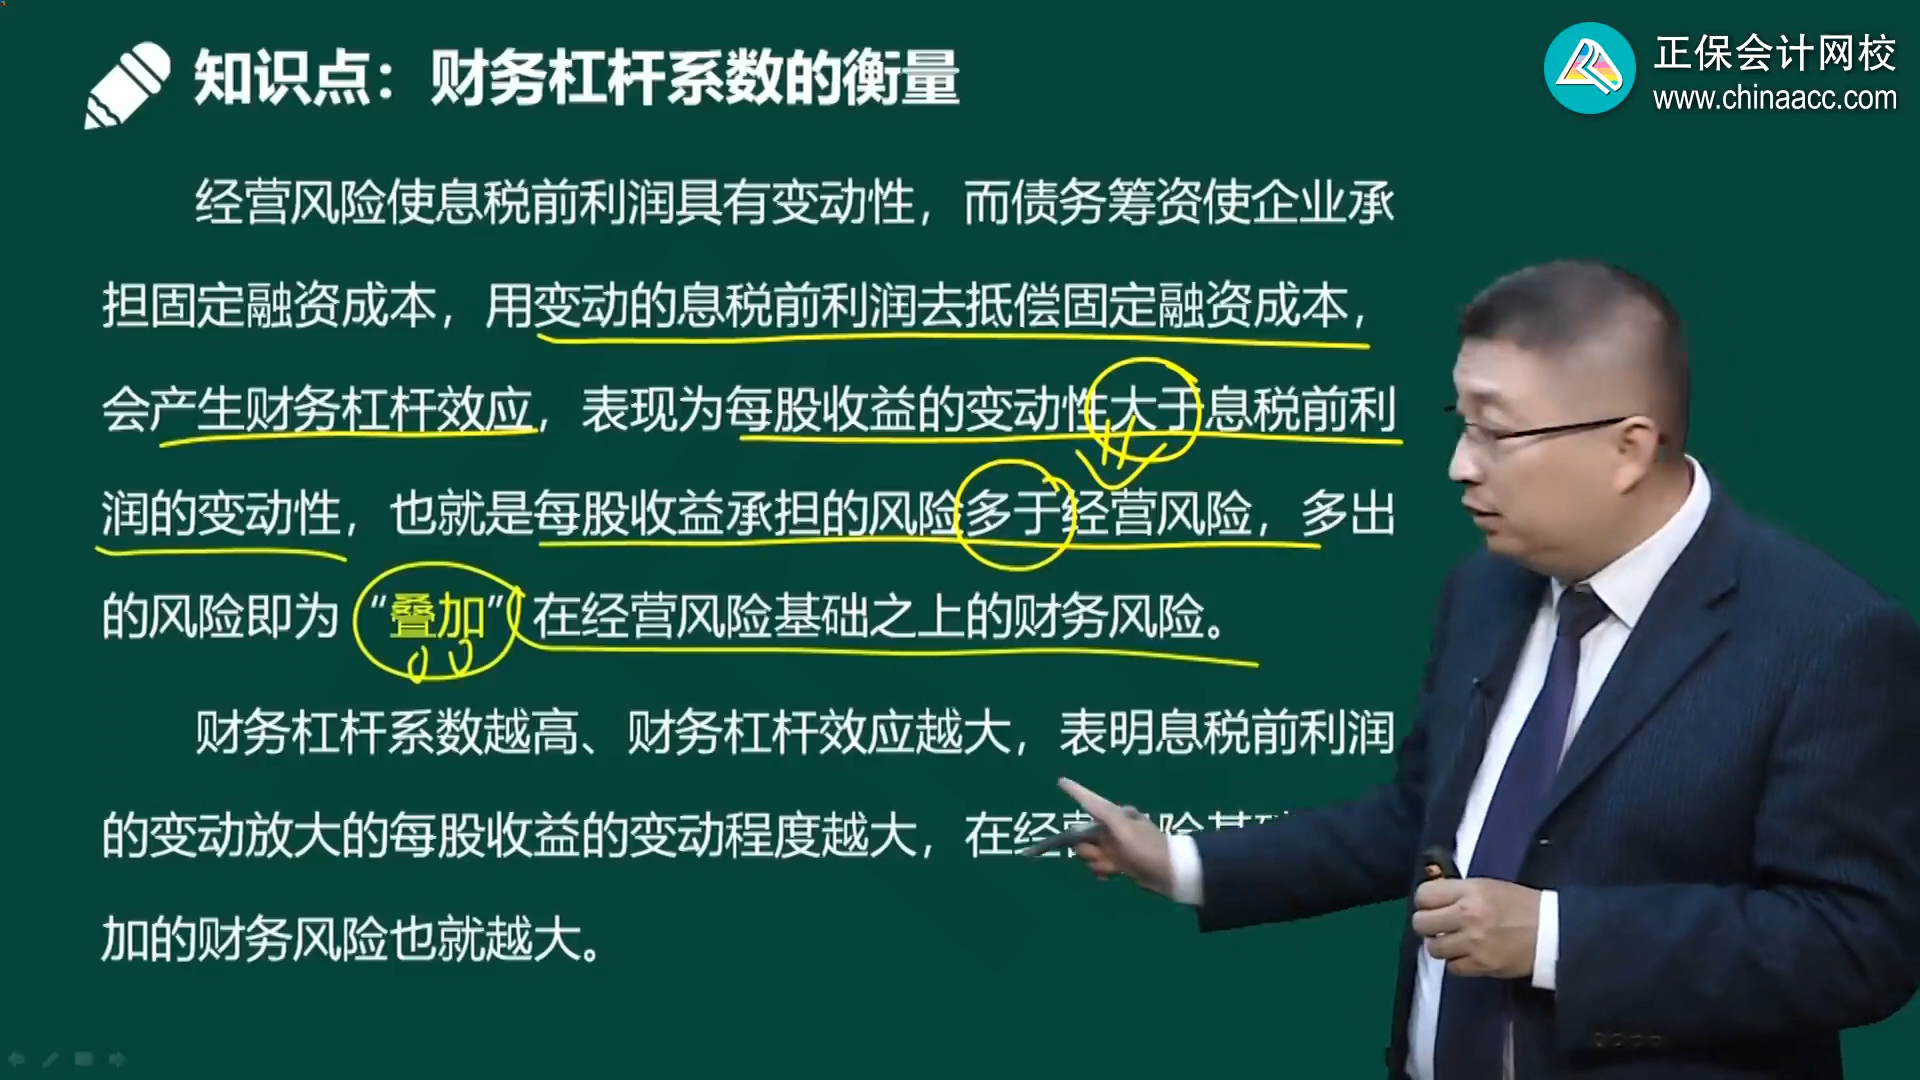 知识点：财务杠杆系数的衡量
正保会计网校
www.chinaacc.com
经营风险使息税前利润具有变动性，而债务筹资使企业承
担固定融资成本，用变动的息税前利润去抵偿固定融资成本，
会产生财务杠杆效应，表现为每股收益的变动性大于息税前利
润的变动性，也就是每股收益承担的风险多于经营风险，多出
的风险即为“叠加”在经营风险基础之上的财务风险。
财务杠杆系数越高、财务杠杆效应越大，表明息税前利润
的变动放大的每股收益的变动程度越大，在经营风险基础
加的财务风险也就越大。